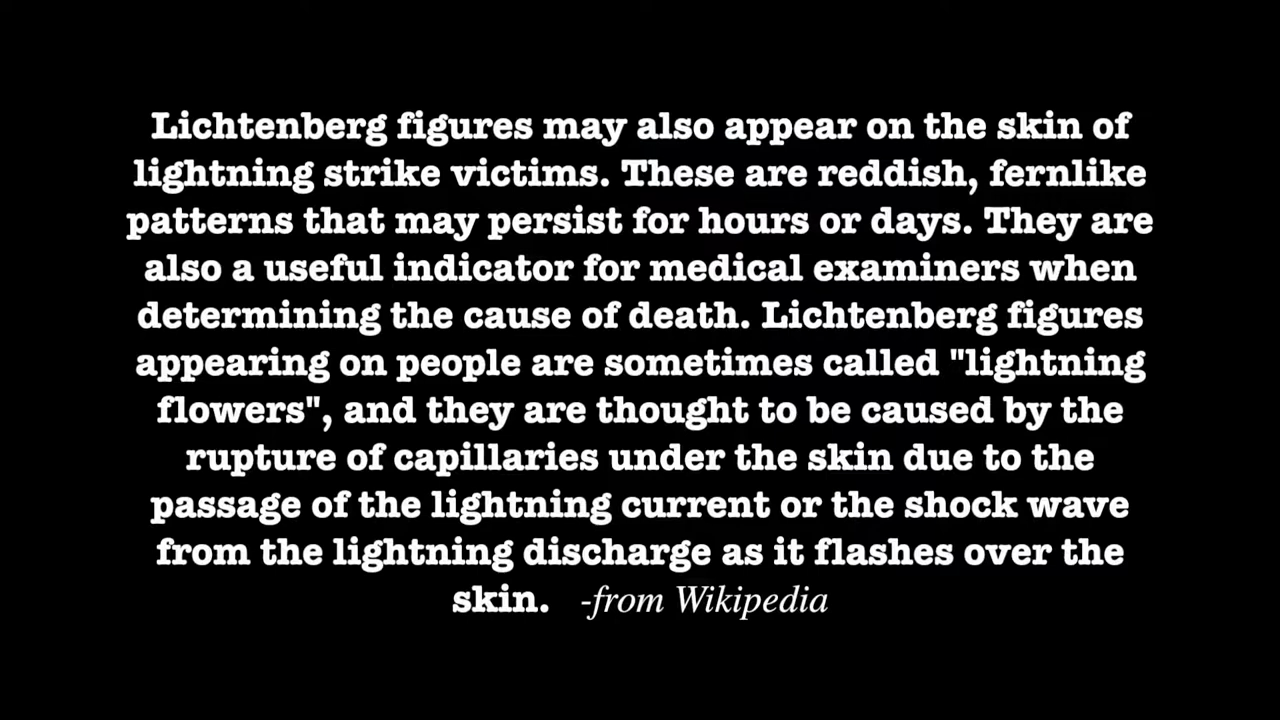 Lichtenberg figures may also appear on the skin of
lightning strike victims. These are reddish, fernlike
patterns that may persist for hours or days. They are
also a useful indicator for medical examiners when
determining the cause of death. Lichtenberg figures
appearing on people are sometimes called "lightning
flowers", and they are thought to be caused by the
rupture of capillaries under the skin due to the
passage of the lightning current or the shock wave
from the lightning discharge as it flashes over the
skin. -from Wikipedia